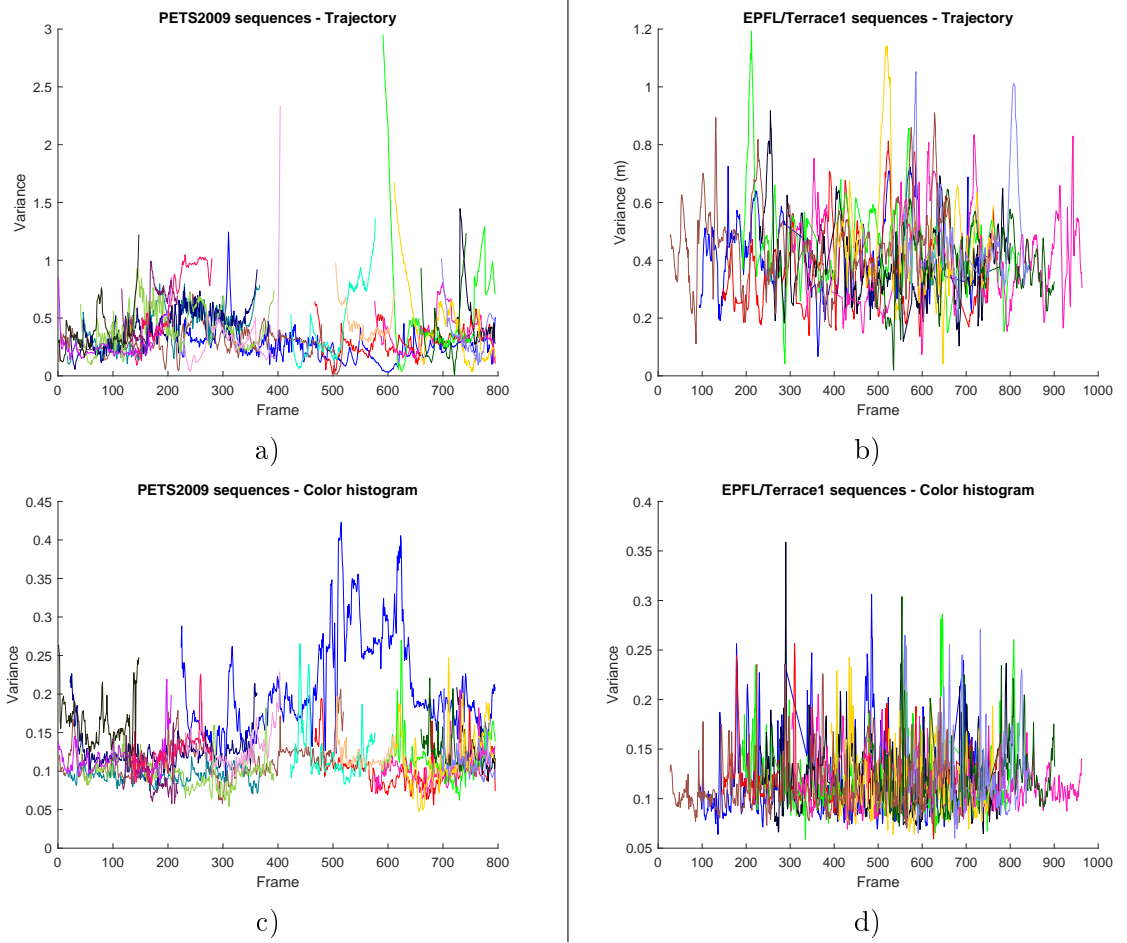 PETS2009 sequences - Trajectory
3
2.5
2
1.5
1
0.5
0
Variance
0 100 200 300 400 500 600 700 800
Frame
a)
EPFL/Terrace1 sequences - Trajectory
1.2
1
0.8
0.6
0.4
0.2
0
Variance (m)
0 100 200 300 400 500 600 700 800 900 1000
Frame
b)
PETS2009 sequences - Color histogram
0.45
0.4
0.35
0.3
0.25
0.2
0.15
0.1
0.05
0
Variance
0 100 200 300 400 500 600 700 800
Frame
c)
EPFL/Terrace1 sequences - Color histogram
0.4
0.35
0.3
0.25
0.2
0.15
0.1
0.05
Variance
0 100 200 300 400 500 600 700 800 900 1000
Frame
d)